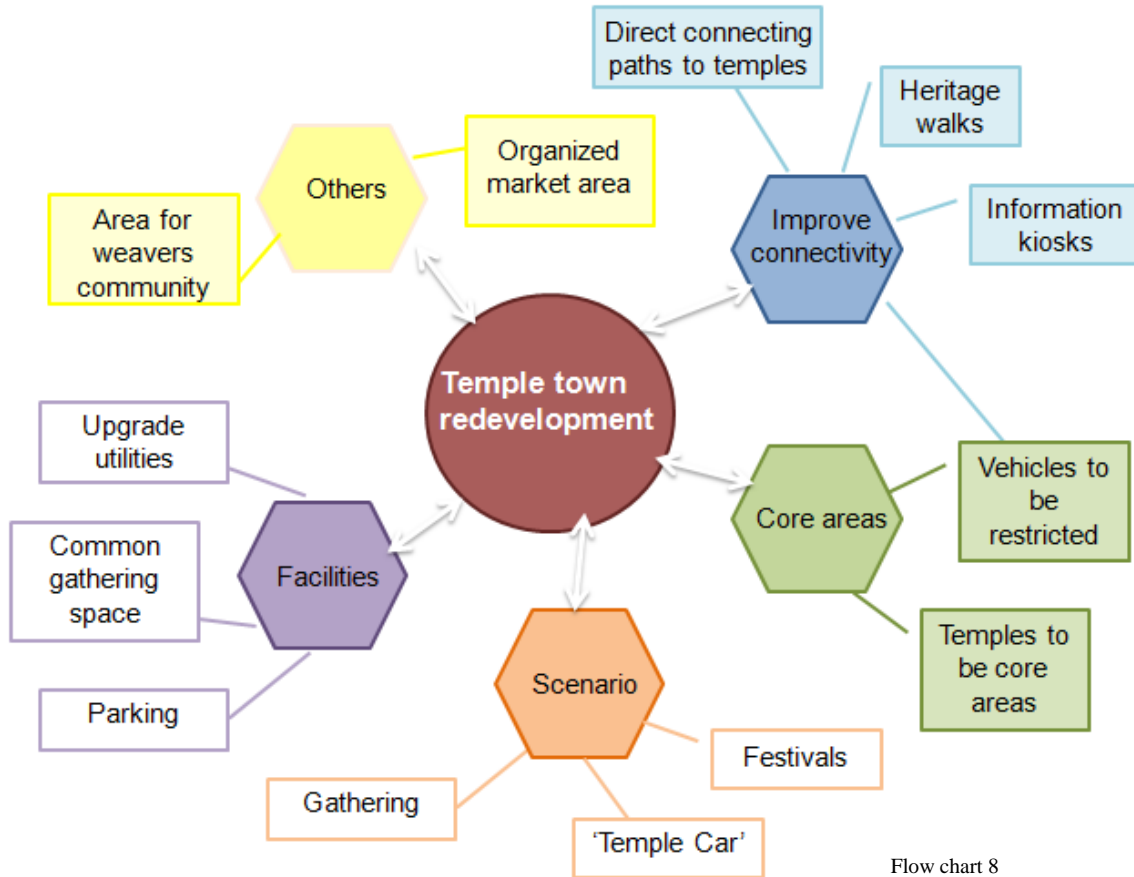 Direct connecting
paths to temples
Heritage
walks
Organized
market area
Others
Area for
weavers
community
Improve
connectivity
Information
kiosks
Temple town
redevelopment
Upgrade
utilities
Common
gathering
space
Facilities
Parking
Core areas
Vehicles to
be
restricted
Temples to
be core
areas
Scenario
Gathering
Festivals
‘Temple Car’
Flow chart 8